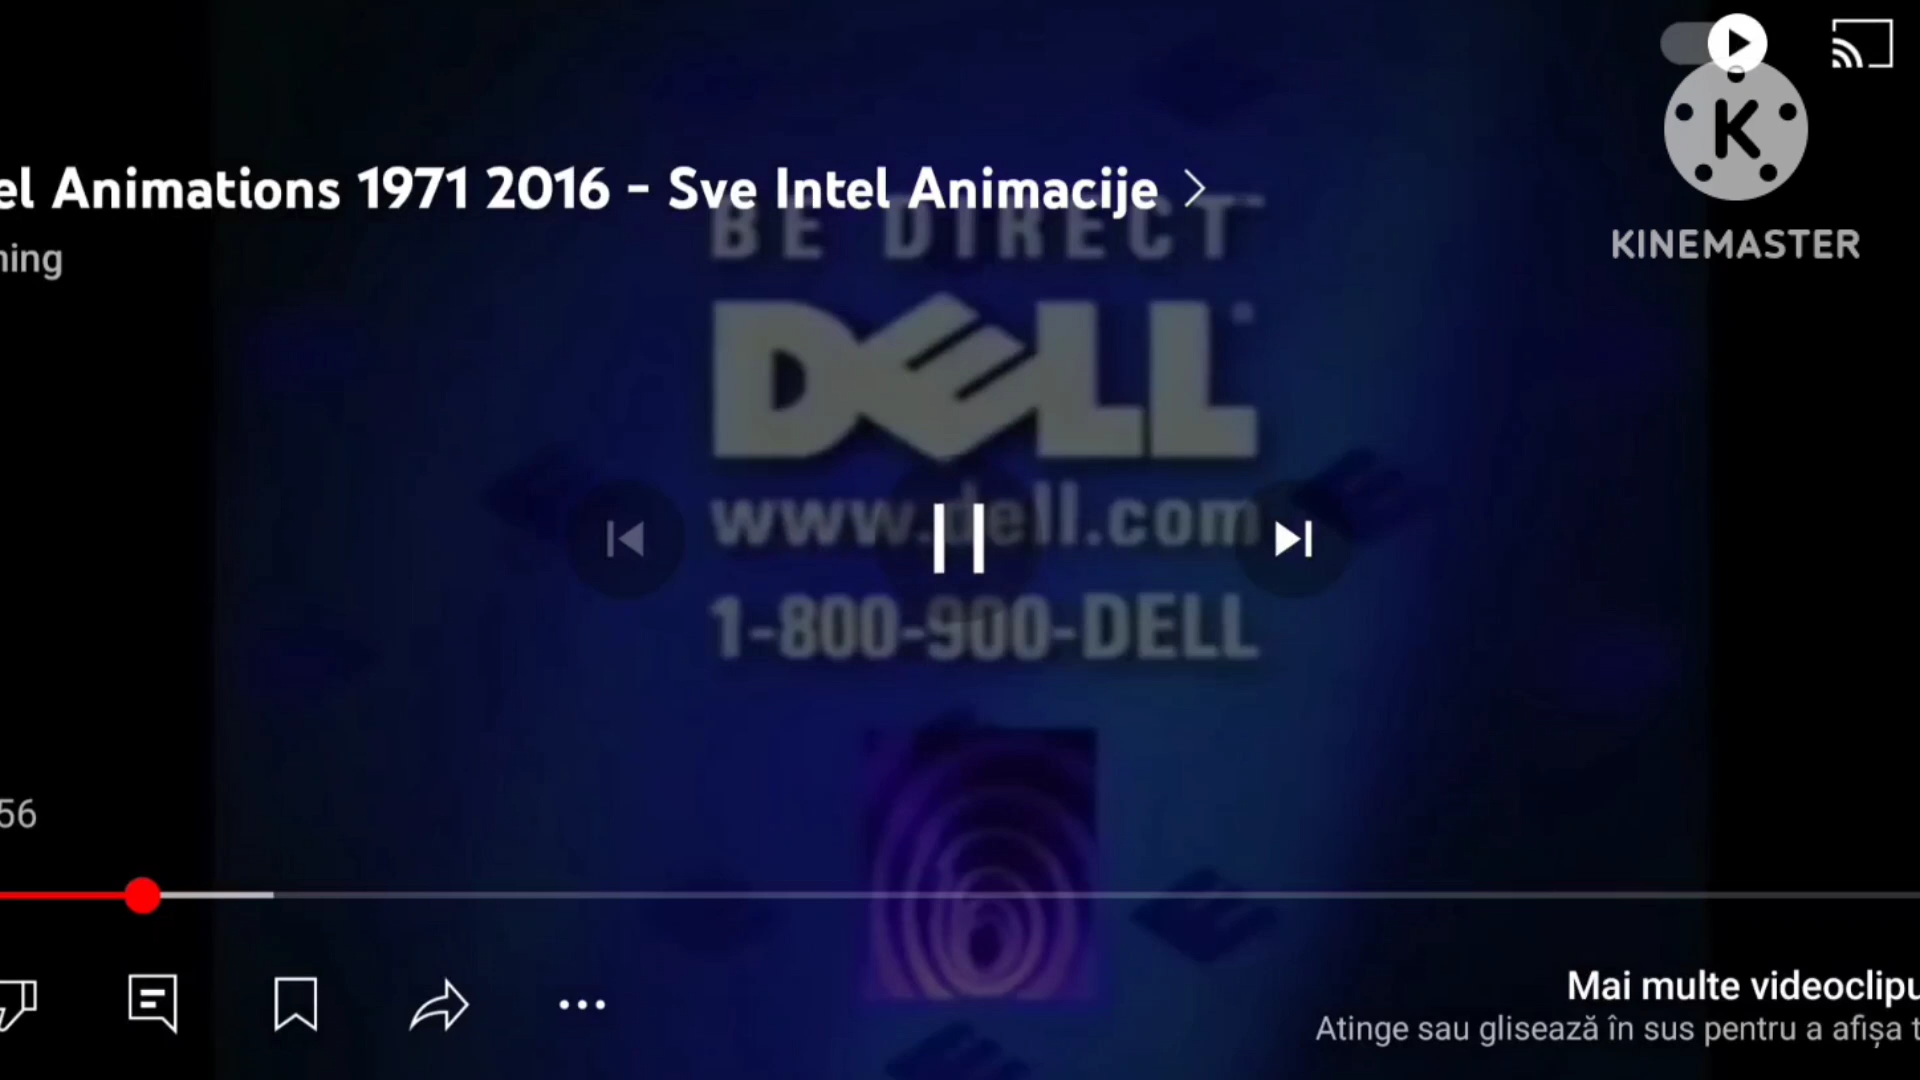 el Animations 1971 2016 - Sve Intel Animacije
ning
KINEMASTER
BE DIRECT
DELL
www.dell.com
1-800-900-DELL
56
Mai multe videoclipu
Atinge sau glisează în sus pentru a afișa t